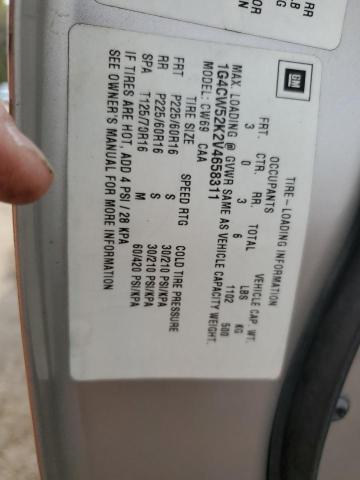 GM
TIRE-LOADING INFORMATION
OCCUPANTS VEHICLE CAP. WT.
FRT. CTR. RR. TOTAL LBS KG
3 0 3 6 1102 500
MAX. LOADING @ GVWR SAME AS VEHICLE CAPACITY WEIGHT.
1G4CW52K2V4658311
MODEL: CW69 CAA
TIRE SIZE SPEED RTG COLD TIRE PRESSURE
FRT P225/60R16 S 30/210 PSI/KPA
RR P225/60R16 S 30/210 PSI/KPA
SPA T125/70R16 M 60/420 PSI/KPA
IF TIRES ARE HOT, ADD 4 PSI / 28 KPA
SEE OWNER'S MANUAL FOR MORE INFORMATION
RR
LB